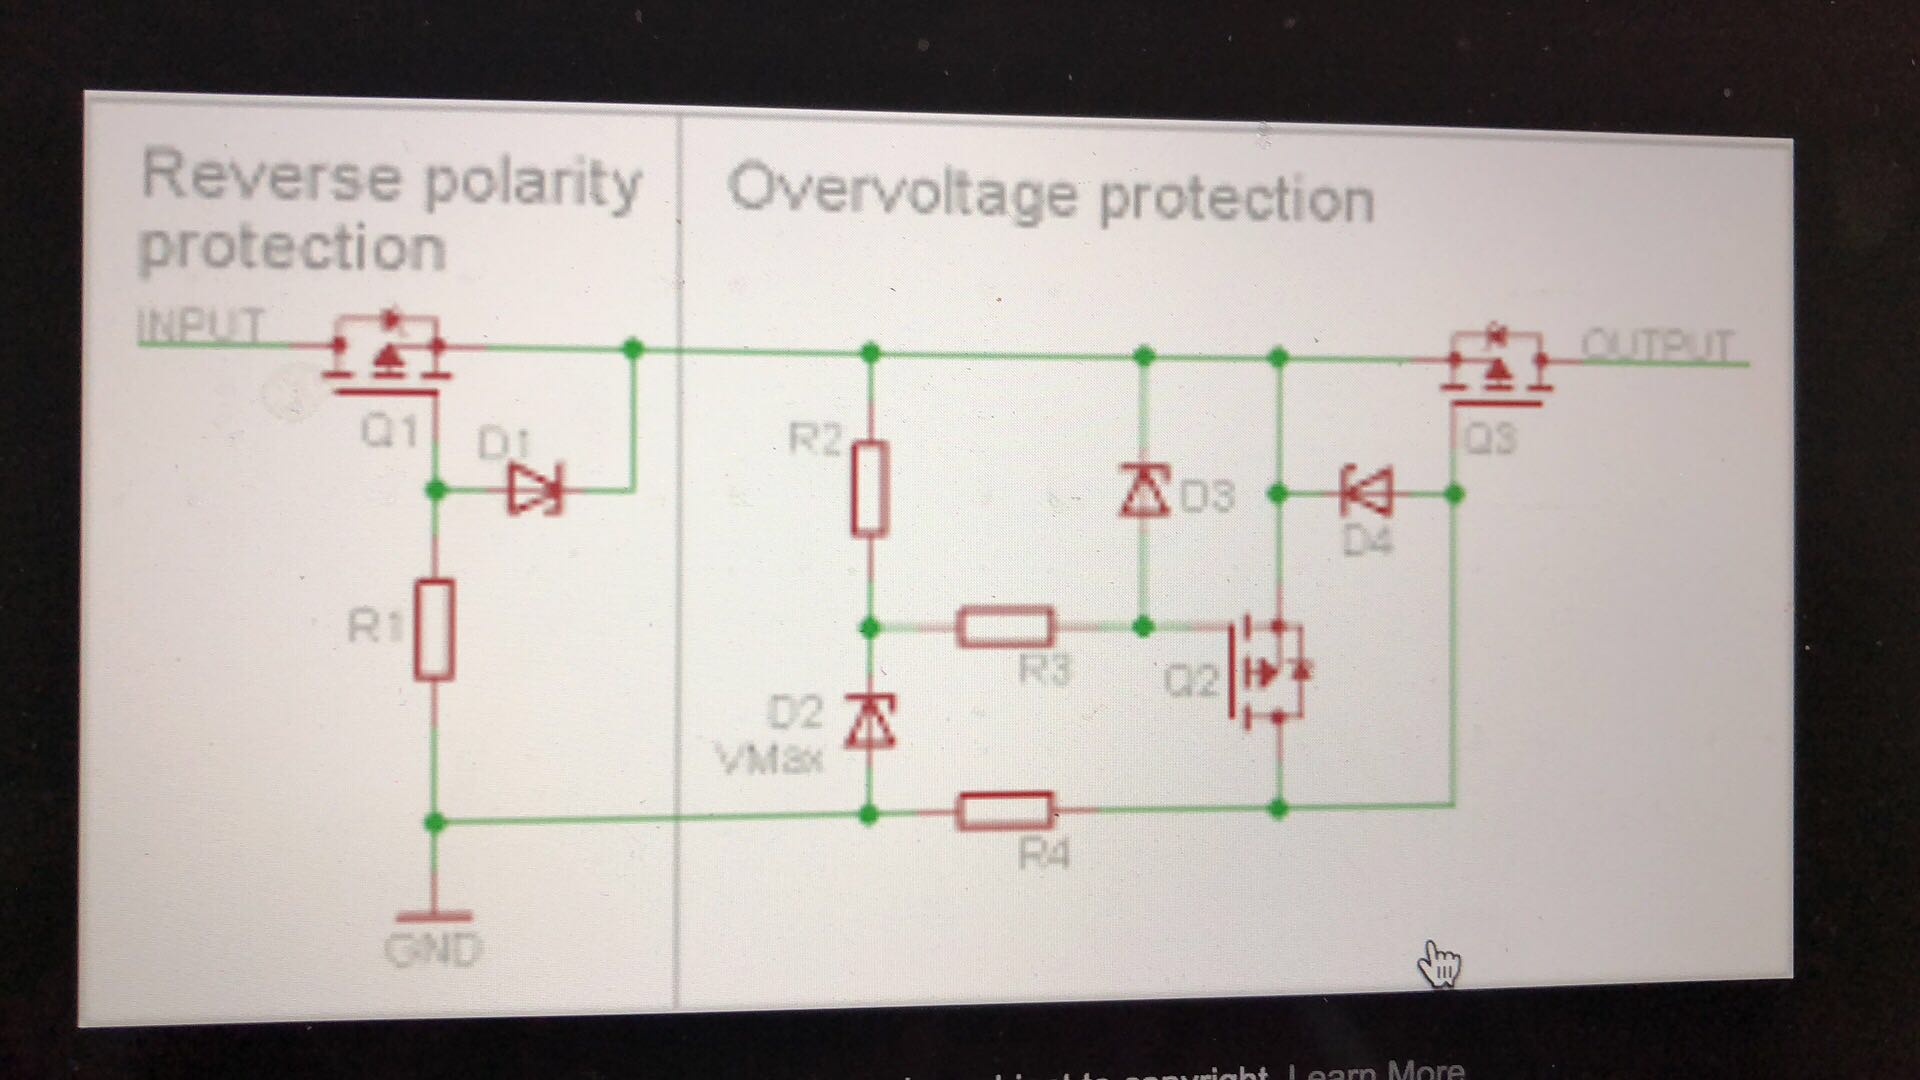 Reverse polarity
protection
Overvoltage protection
INPUT
OUTPUT
Q1
D1
R2
D3
Q3
D4
R1
R3
Q2
D2
VMax
R4
GND
to copyright. Learn More